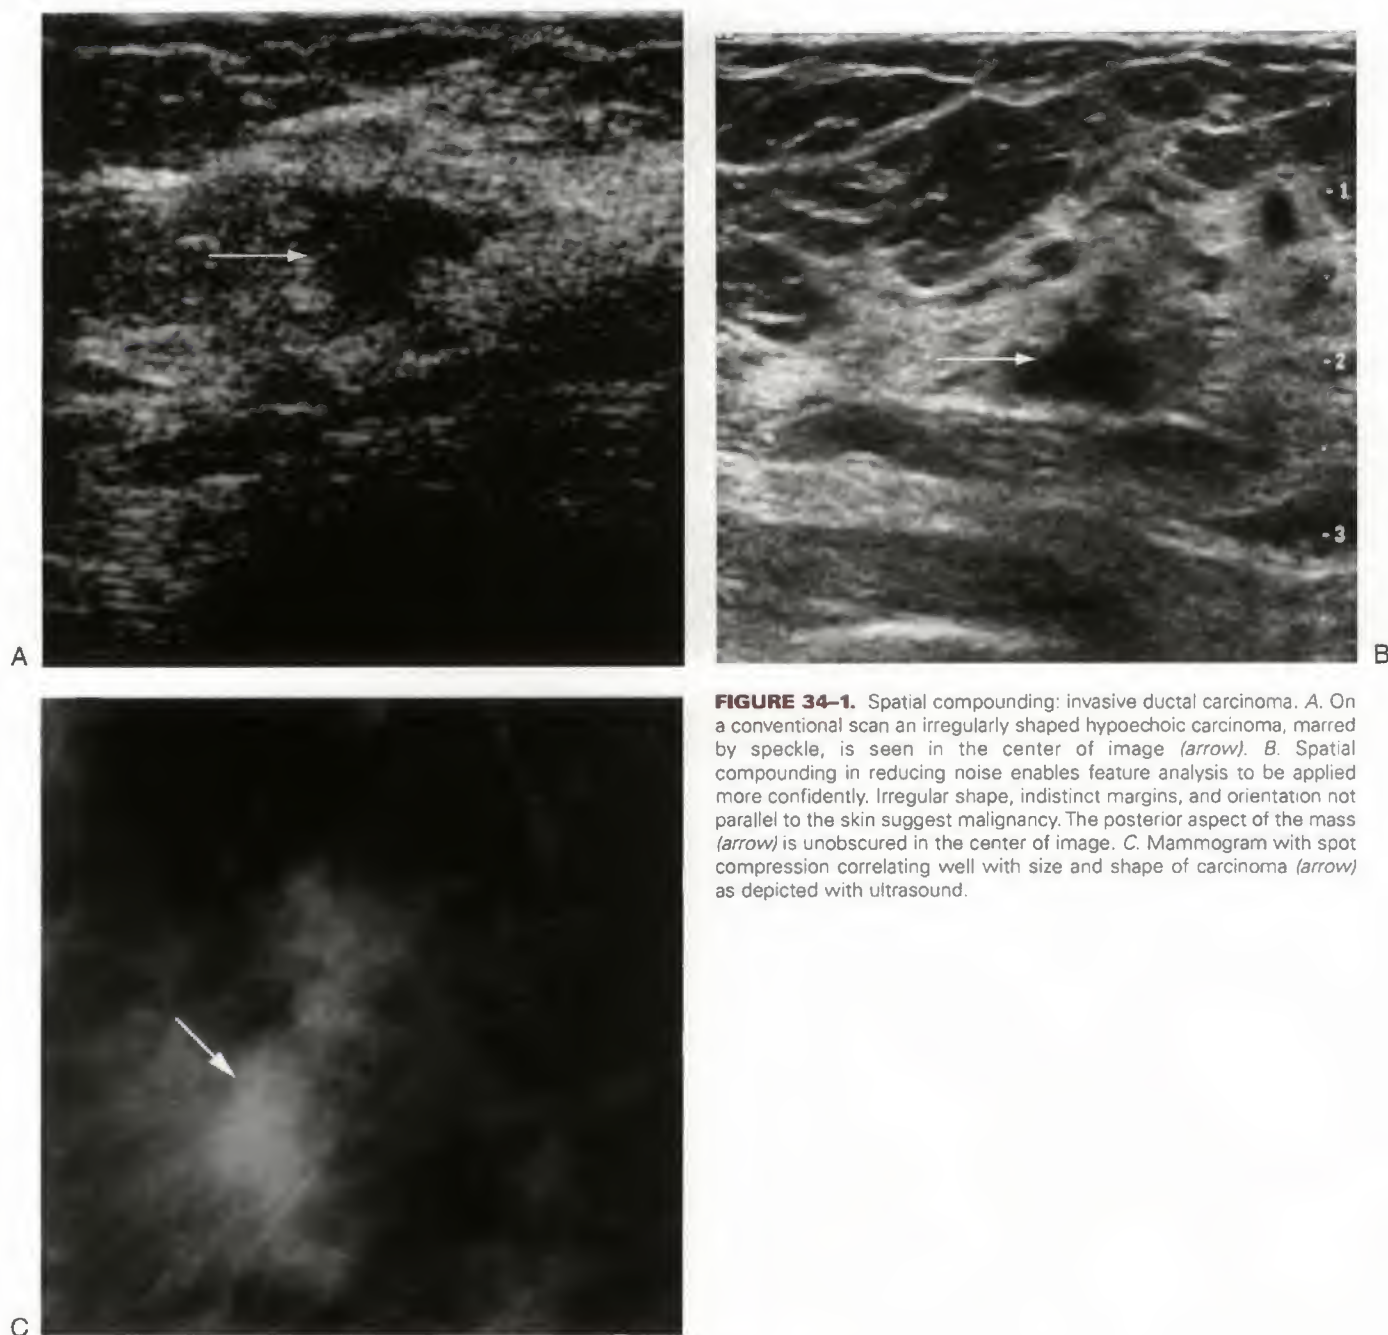 -1
-2
-3
A
B
FIGURE 34–1. Spatial compounding: invasive ductal carcinoma. A. On
a conventional scan an irregularly shaped hypoechoic carcinoma, marred
by speckle, is seen in the center of image (arrow). B. Spatial
compounding in reducing noise enables feature analysis to be applied
more confidently. Irregular shape, indistinct margins, and orientation not
parallel to the skin suggest malignancy. The posterior aspect of the mass
(arrow) is unobscured in the center of image. C. Mammogram with spot
compression correlating well with size and shape of carcinoma (arrow)
as depicted with ultrasound.
C